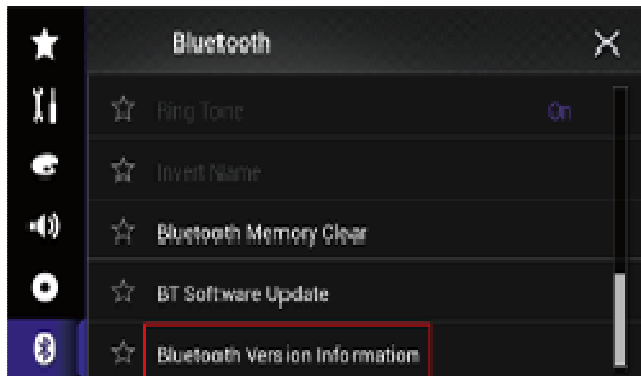 Bluetooth
Ring Tone On
Invert Name
Bluetooth Memory Clear
BT Software Update
Bluetooth Version Information